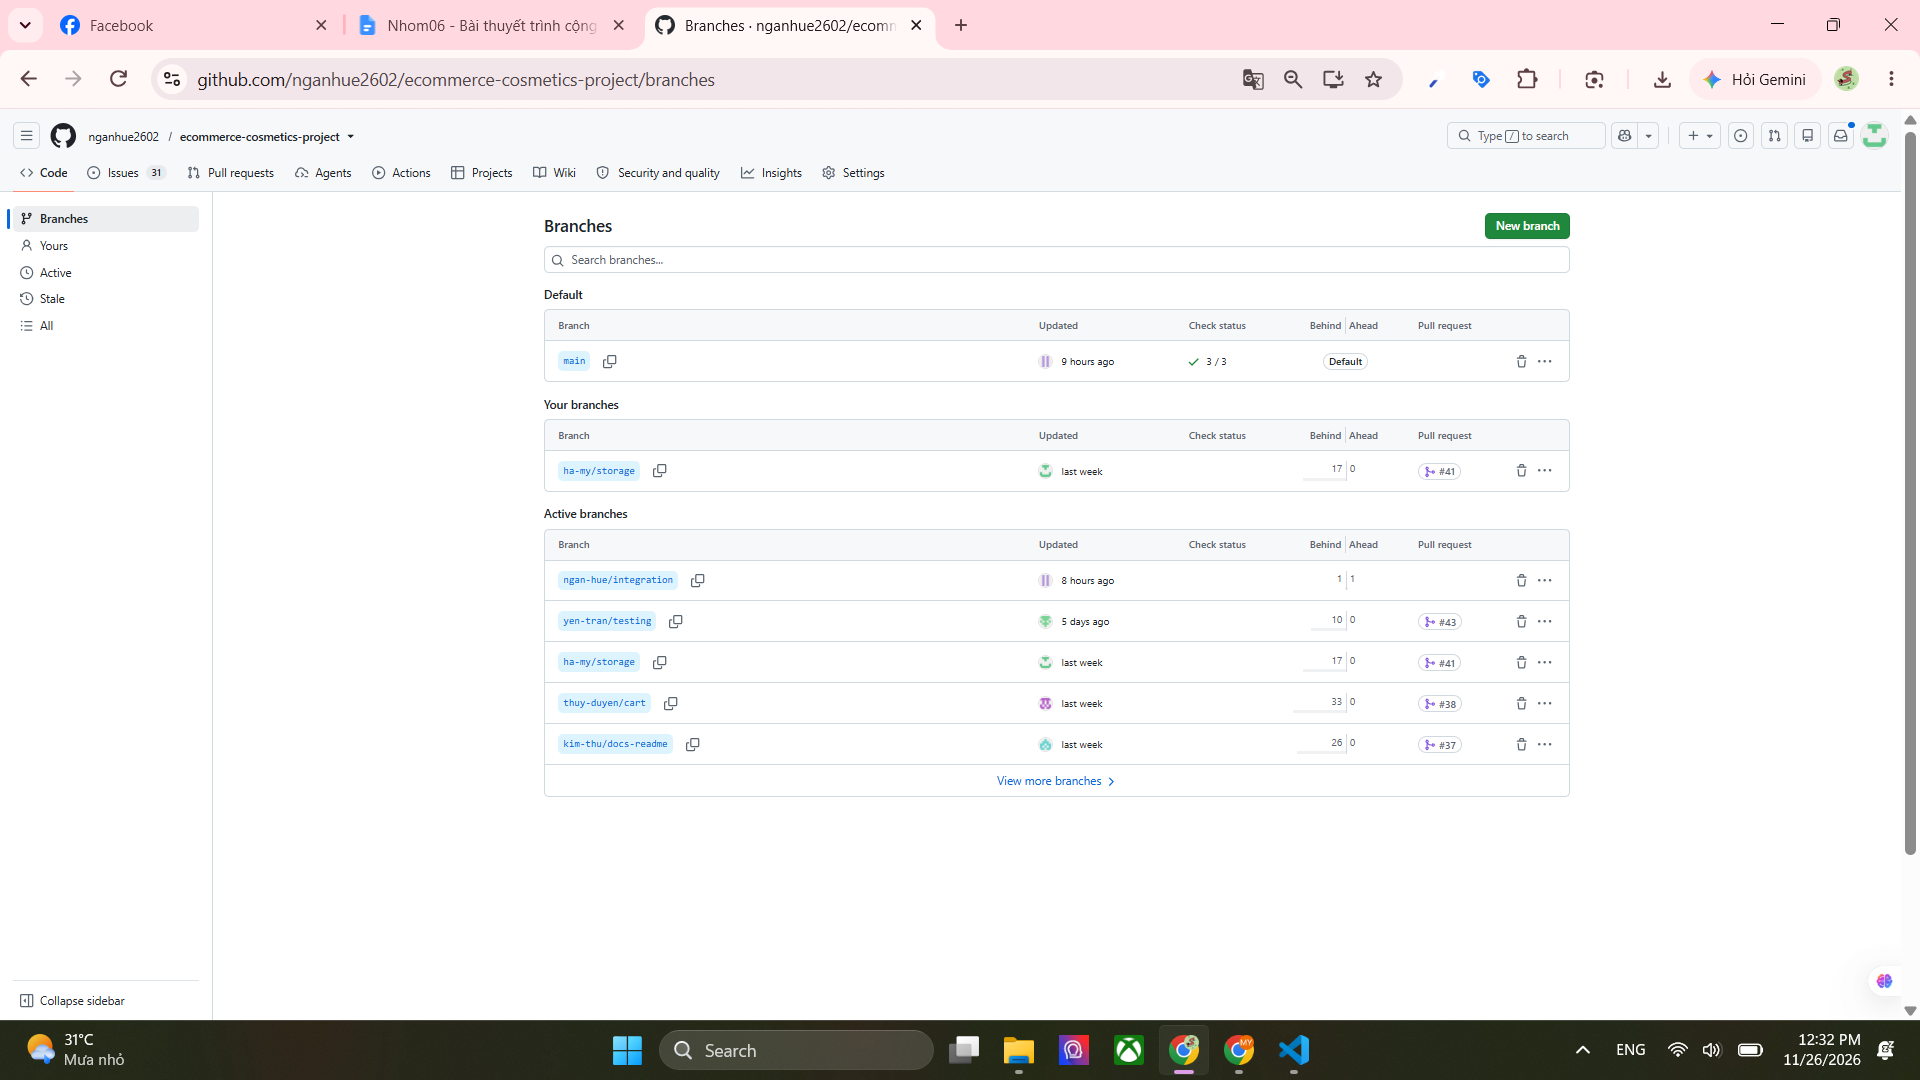 Facebook
Nhom06 - Bài thuyết trình cộng
Branches · nganhue2602/ecomm
github.com/nganhue2602/ecommerce-cosmetics-project/branches
Hỏi Gemini
nganhue2602 / ecommerce-cosmetics-project
Type / to search
Code
Issues 31
Pull requests
Agents
Actions
Projects
Wiki
Security and quality
Insights
Settings
Branches
Yours
Active
Stale
All
Collapse sidebar
Branches
New branch
Search branches...
Default
Branch Updated Check status Behind Ahead Pull request
main 9 hours ago 3 / 3 Default
Your branches
Branch Updated Check status Behind Ahead Pull request
ha-my/storage last week 17 0 #41
Active branches
Branch Updated Check status Behind Ahead Pull request
ngan-hue/integration 8 hours ago 1 1
yen-tran/testing 5 days ago 10 0 #43
ha-my/storage last week 17 0 #41
thuy-duyen/cart last week 33 0 #38
kim-thu/docs-readme last week 26 0 #37
View more branches
31°C
Mưa nhỏ
Search
MY
ENG
12:32 PM
11/26/2026